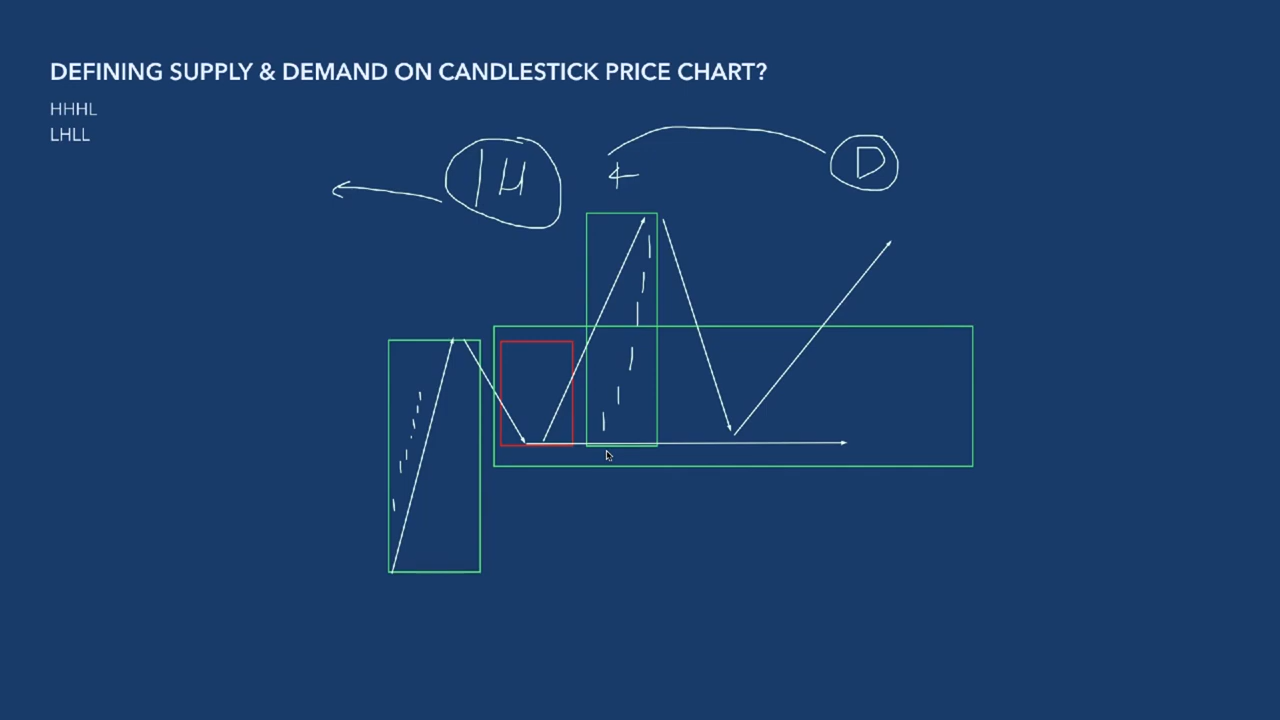 DEFINING SUPPLY & DEMAND ON CANDLESTICK PRICE CHART?
HHHL
LHLL
1H
D